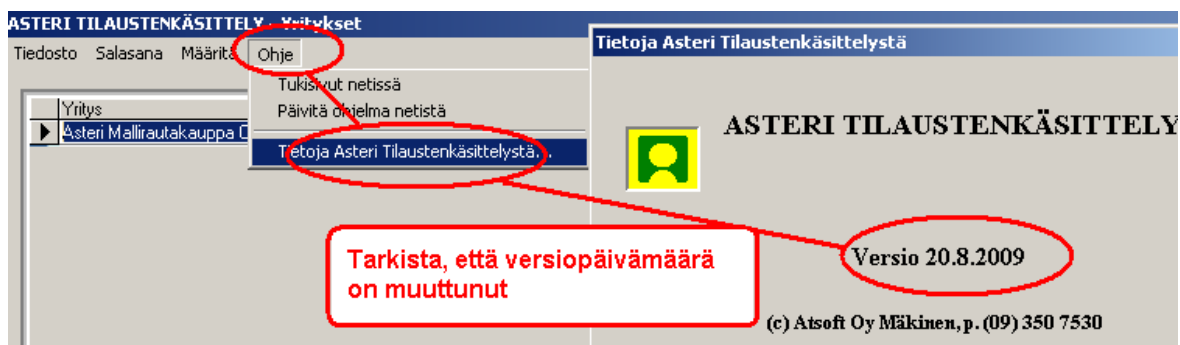 ASTERI TILAUSTENKÄSITTELY - Yritykset
Tiedosto Salasana Määritä Ohje
Tukisivut netissä
Päivitä ohjelma netistä
Tietoja Asteri Tilaustenkäsittelystä...
Yritys
Asteri Mallirautakauppa
Tarkista, että versiopäivämäärä
on muuttunut
Tietoja Asteri Tilaustenkäsittelystä
ASTERI TILAUSTENKÄSITTELY
Versio 20.8.2009
(c) Atsoft Oy Mäkinen, p. (09) 350 7530